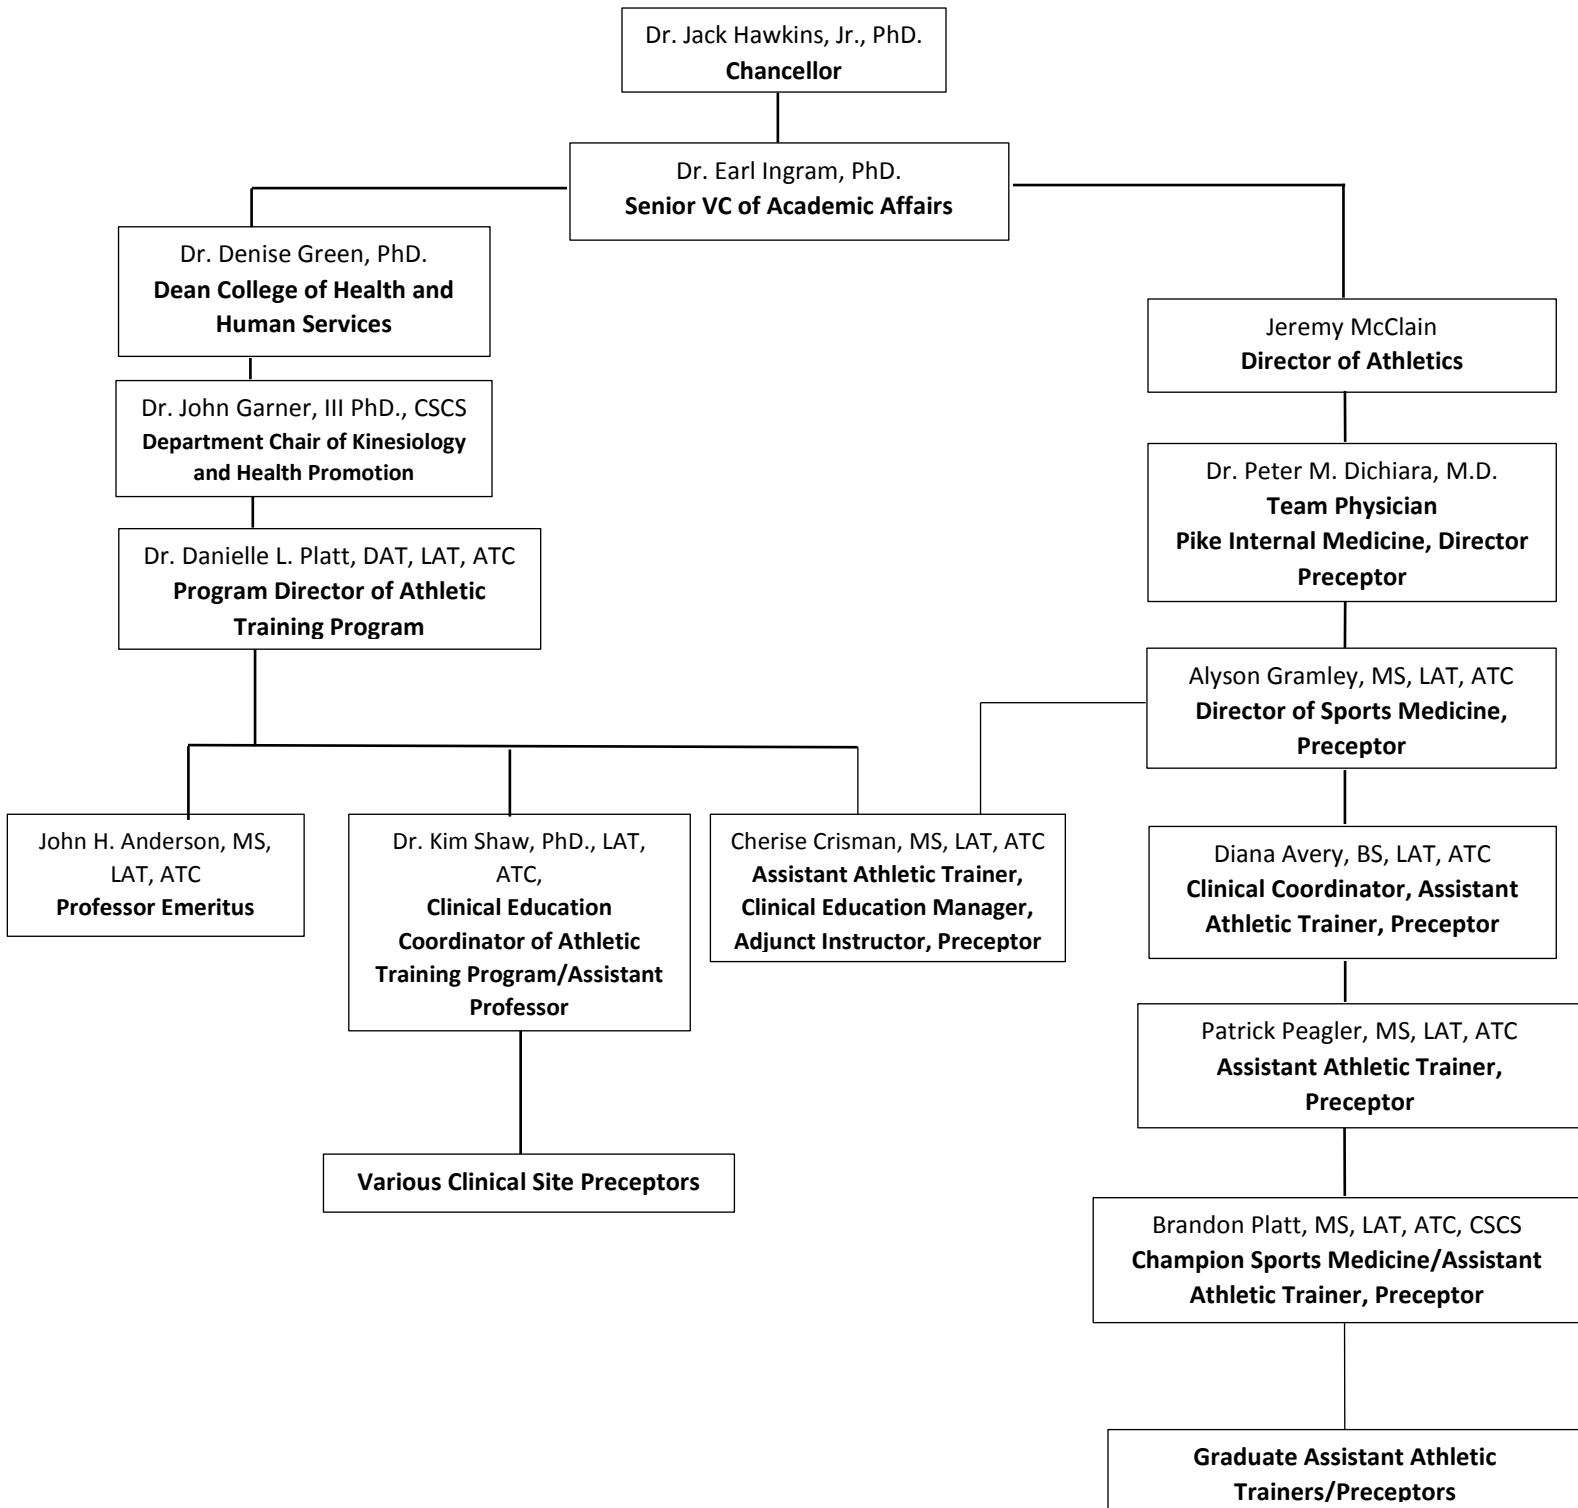 Dr. Jack Hawkins, Jr., PhD.
Chancellor
Dr. Earl Ingram, PhD.
Senior VC of Academic Affairs
Dr. Denise Green, PhD.
Dean College of Health and
Human Services
Dr. John Garner, III PhD., CSCS
Department Chair of Kinesiology
and Health Promotion
Dr. Danielle L. Platt, DAT, LAT, ATC
Program Director of Athletic
Training Program
John H. Anderson, MS,
LAT, ATC
Professor Emeritus
Dr. Kim Shaw, PhD., LAT,
ATC,
Clinical Education
Coordinator of Athletic
Training Program/Assistant
Professor
Various Clinical Site Preceptors
Cherise Crisman, MS, LAT, ATC
Assistant Athletic Trainer,
Clinical Education Manager,
Adjunct Instructor, Preceptor
Jeremy McClain
Director of Athletics
Dr. Peter M. Dichiara, M.D.
Team Physician
Pike Internal Medicine, Director
Preceptor
Alyson Gramley, MS, LAT, ATC
Director of Sports Medicine,
Preceptor
Diana Avery, BS, LAT, ATC
Clinical Coordinator, Assistant
Athletic Trainer, Preceptor
Patrick Peagler, MS, LAT, ATC
Assistant Athletic Trainer,
Preceptor
Brandon Platt, MS, LAT, ATC, CSCS
Champion Sports Medicine/Assistant
Athletic Trainer, Preceptor
Graduate Assistant Athletic
Trainers/Preceptors